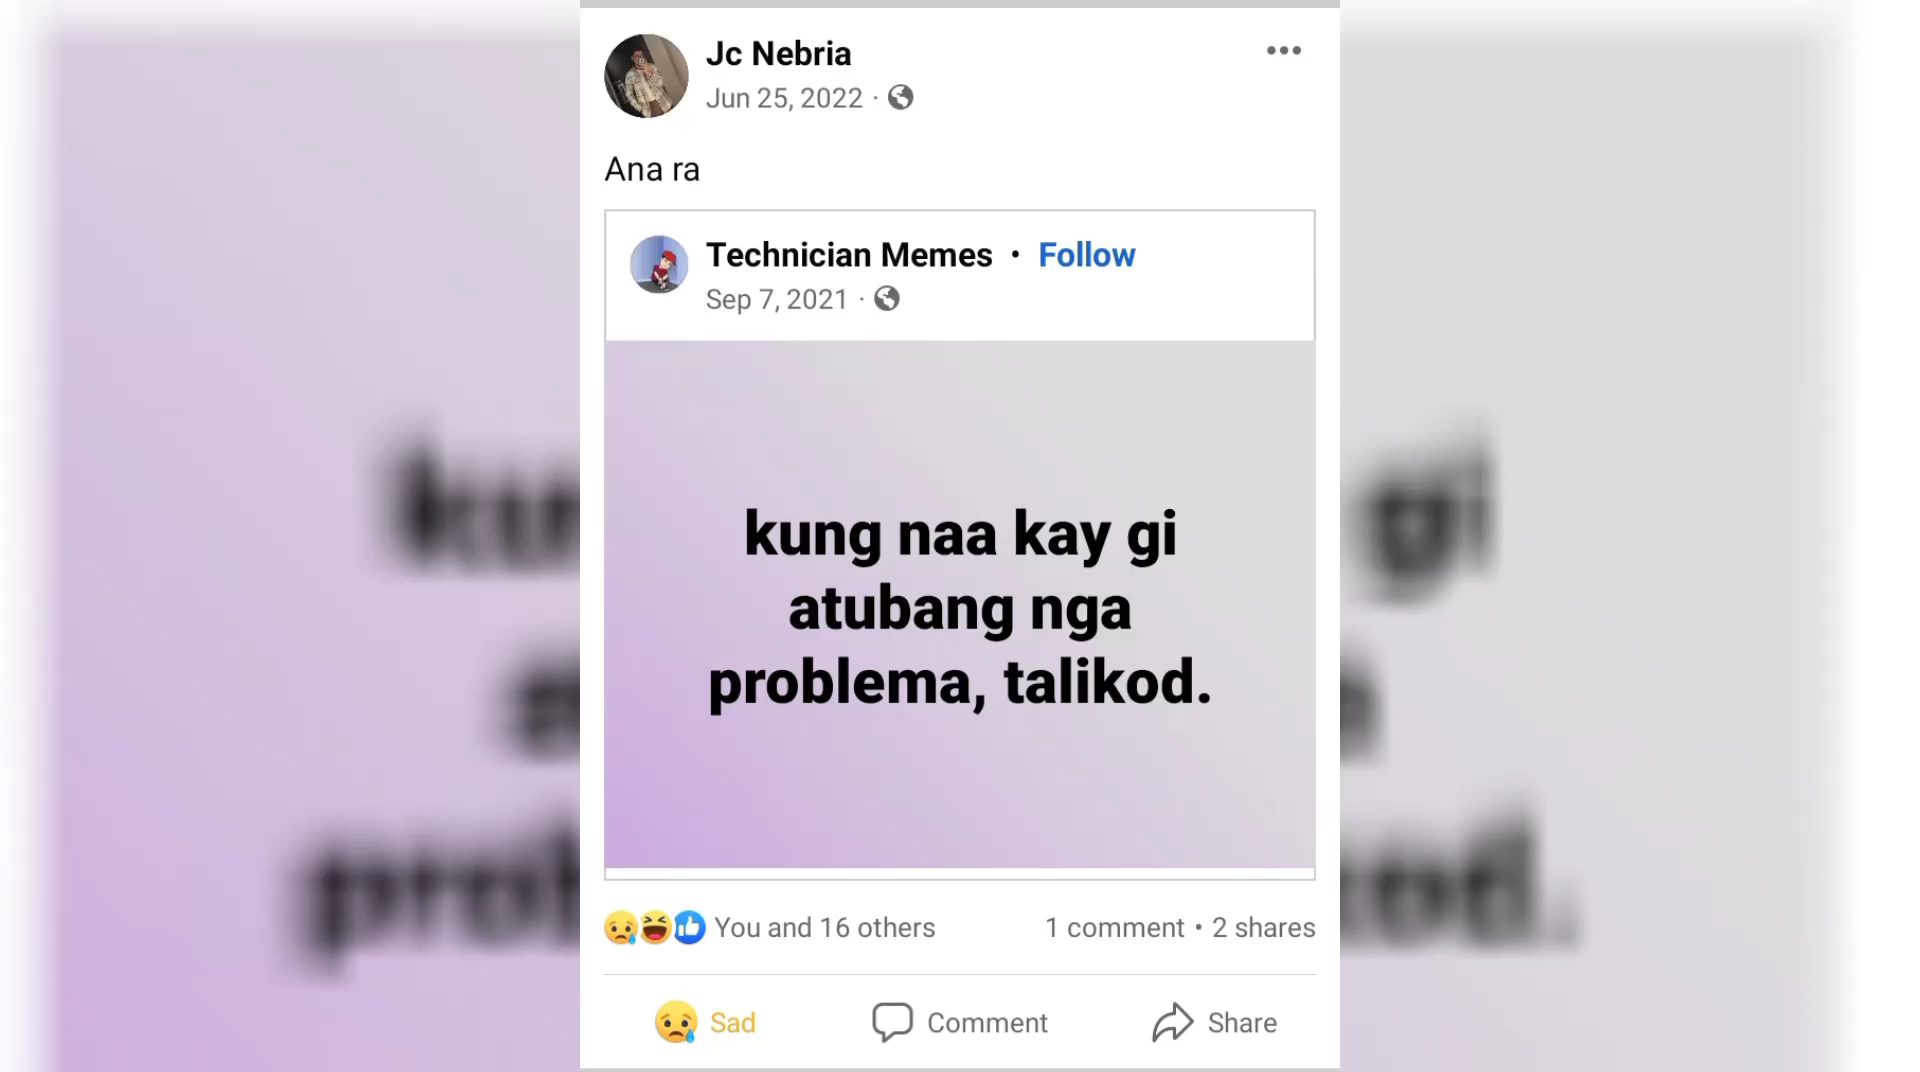 Jc Nebria
Jun 25, 2022 ·
Ana ra
Technician Memes • Follow
Sep 7, 2021 ·
kung naa kay gi
atubang nga
problema, talikod.
You and 16 others 1 comment • 2 shares
Sad Comment Share